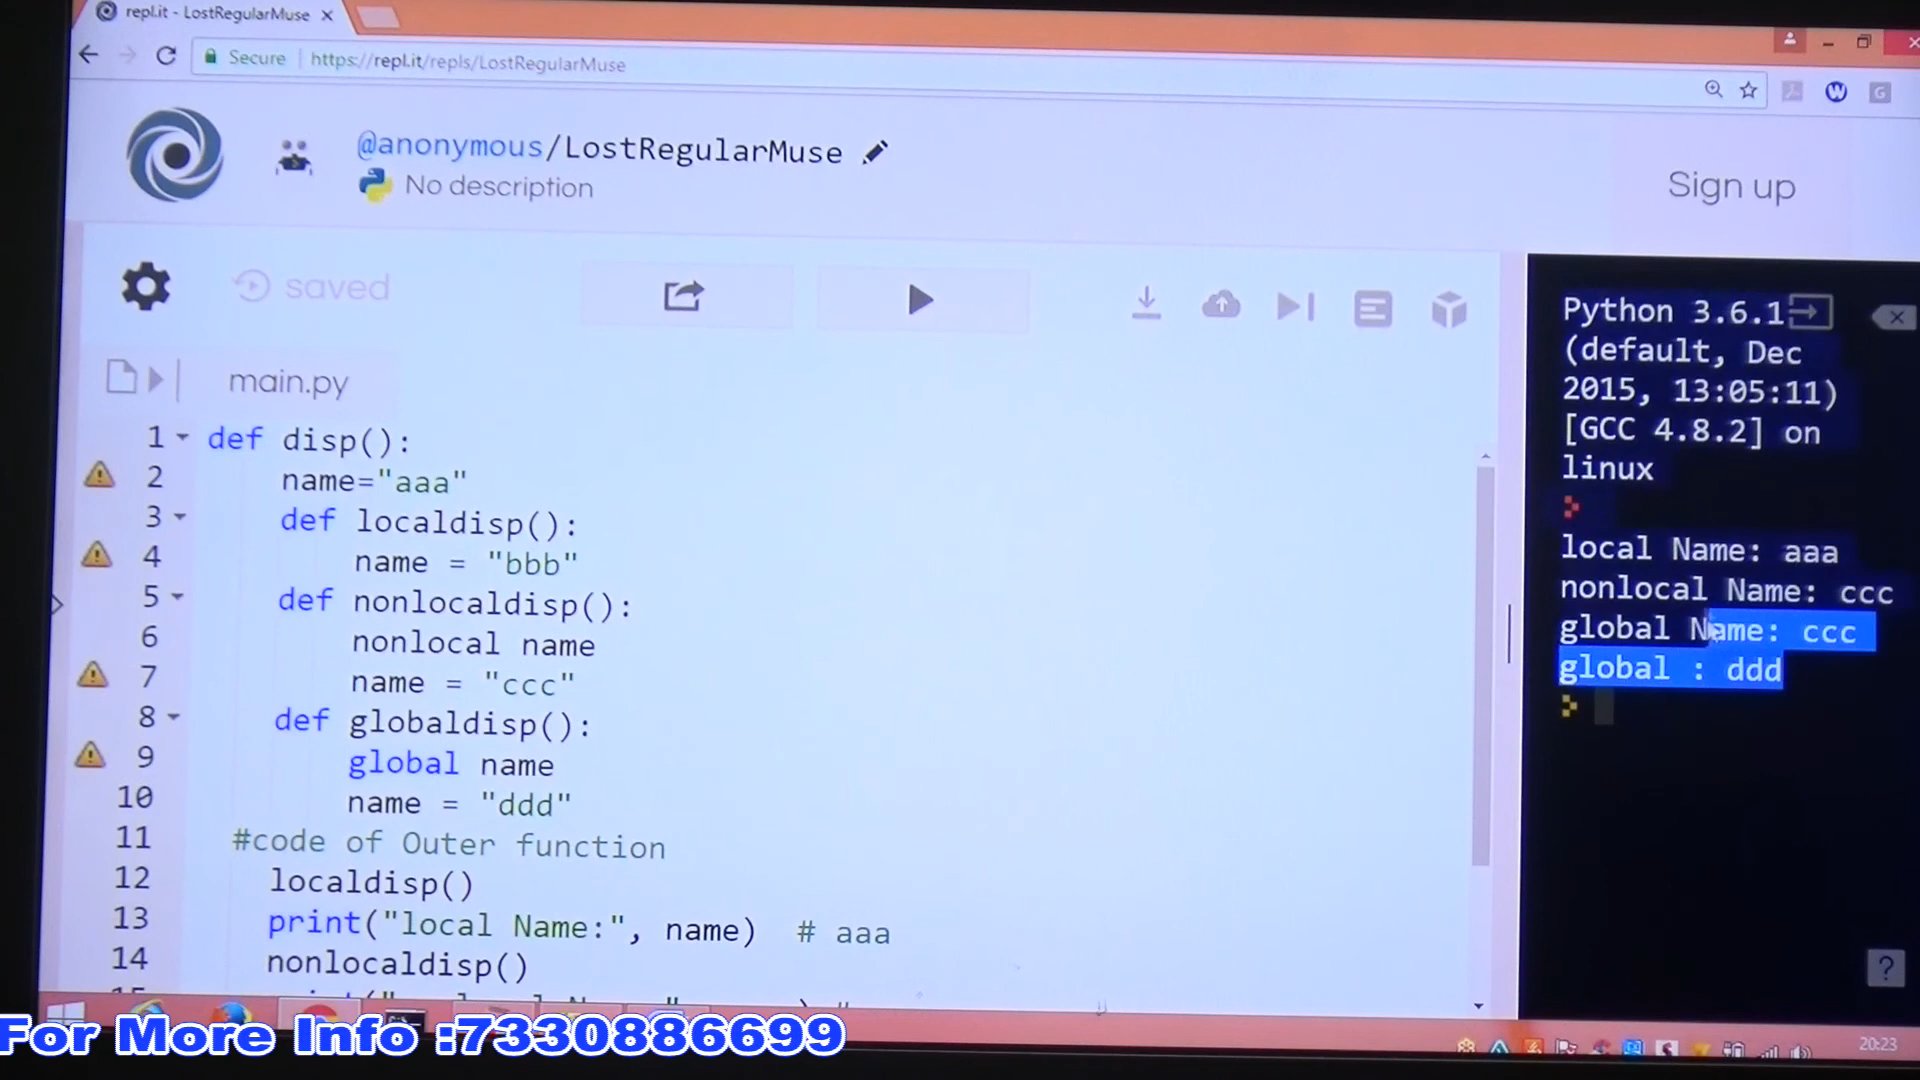 repl.it - LostRegularMuse
Secure
https://repl.it/repls/LostRegularMuse
@anonymous/LostRegularMuse
No description
Sign up
saved
main.py
1 def disp():
2 name="aaa"
3 def localdisp():
4 name = "bbb"
5 def nonlocaldisp():
6 nonlocal name
7 name = "ccc"
8 def globaldisp():
9 global name
10 name = "ddd"
11 #code of Outer function
12 localdisp()
13 print("local Name:", name) # aaa
14 nonlocaldisp()
Python 3.6.1
(default, Dec
2015, 13:05:11)
[GCC 4.8.2] on
linux
local Name: aaa
nonlocal Name: ccc
global Name: ccc
global : ddd
?
For More Info :7330886699
20:23